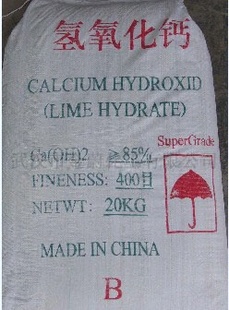 氢氧化钙
CALCIUM HYDROXID
(LIME HYDRATE)
SuperGrade
Ca(OH)2 ≥85%
FINENESS: 400目
NETWT: 20KG
MADE IN CHINA
B